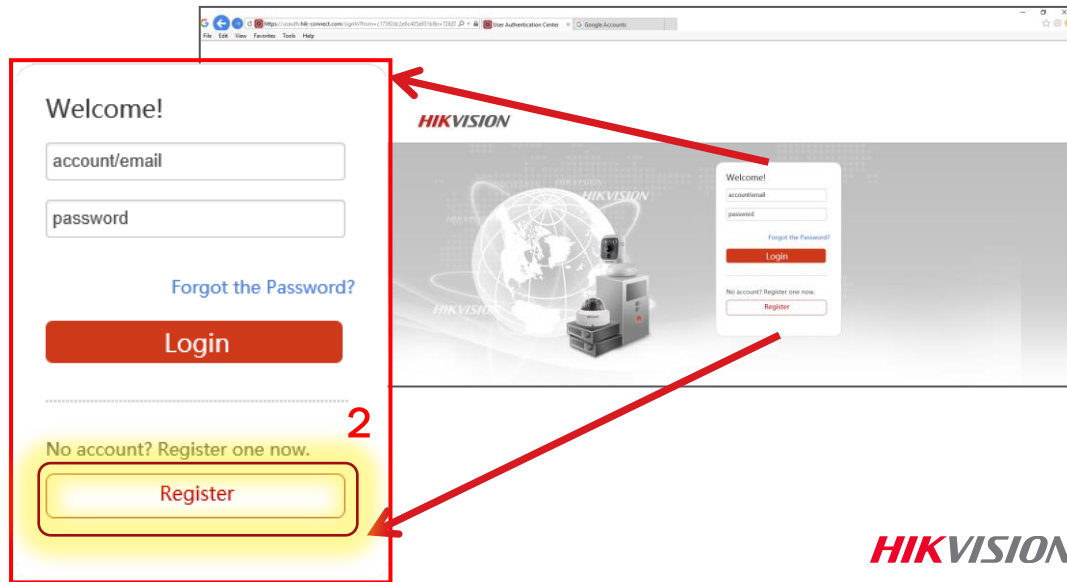 User Authentication Center
Google Accounts
File Edit View Favorites Tools Help
HIKVISION
Welcome!
account/email
password
Forgot the Password?
Login
No account? Register one now.
Register
2
HIKVISION
HIKVISION
HIKVISION
Welcome!
account/email
password
Forgot the Password?
Login
No account? Register one now.
Register
HIKVISION